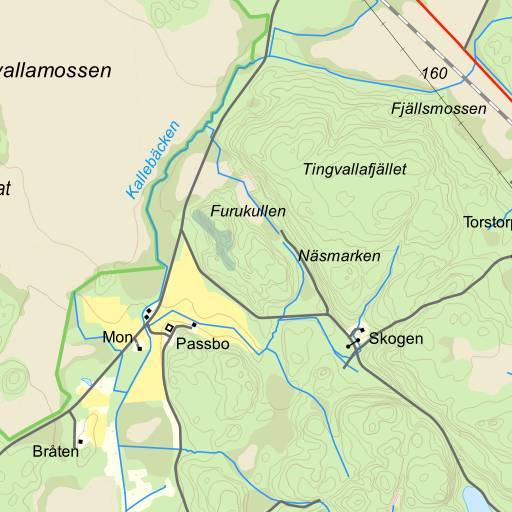 vallamossen
160
Fjällsmossen
Kallebäcken
Tingvallafjället
at
Furukullen
Torstorp
Näsmarken
Mon
Passbo
Skogen
Bråten